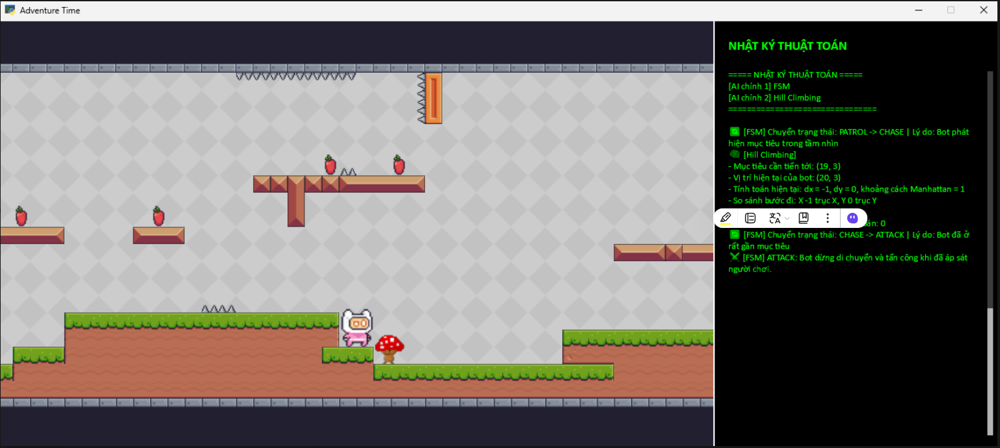 Adventure Time
NHẬT KÝ THUẬT TOÁN
===== NHẬT KÝ THUẬT TOÁN =====
[AI chính 1] FSM
[AI chính 2] Hill Climbing
================================
[FSM] Chuyển trạng thái: PATROL -> CHASE | Lý do: Bot phát
hiện mục tiêu trong tầm nhìn
[Hill Climbing]
- Mục tiêu cần tiến tới: (19, 3)
- Vị trí hiện tại của bot: (20, 3)
- Tính toán hiện tại: dx = -1, dy = 0, khoảng cách Manhattan = 1
- So sánh bước đi: X -1 trục X, Y 0 trục Y
0
[FSM] Chuyển trạng thái: CHASE -> ATTACK | Lý do: Bot đã ở
rất gần mục tiêu
[FSM] ATTACK: Bot dừng di chuyển và tấn công khi đã áp sát
người chơi.